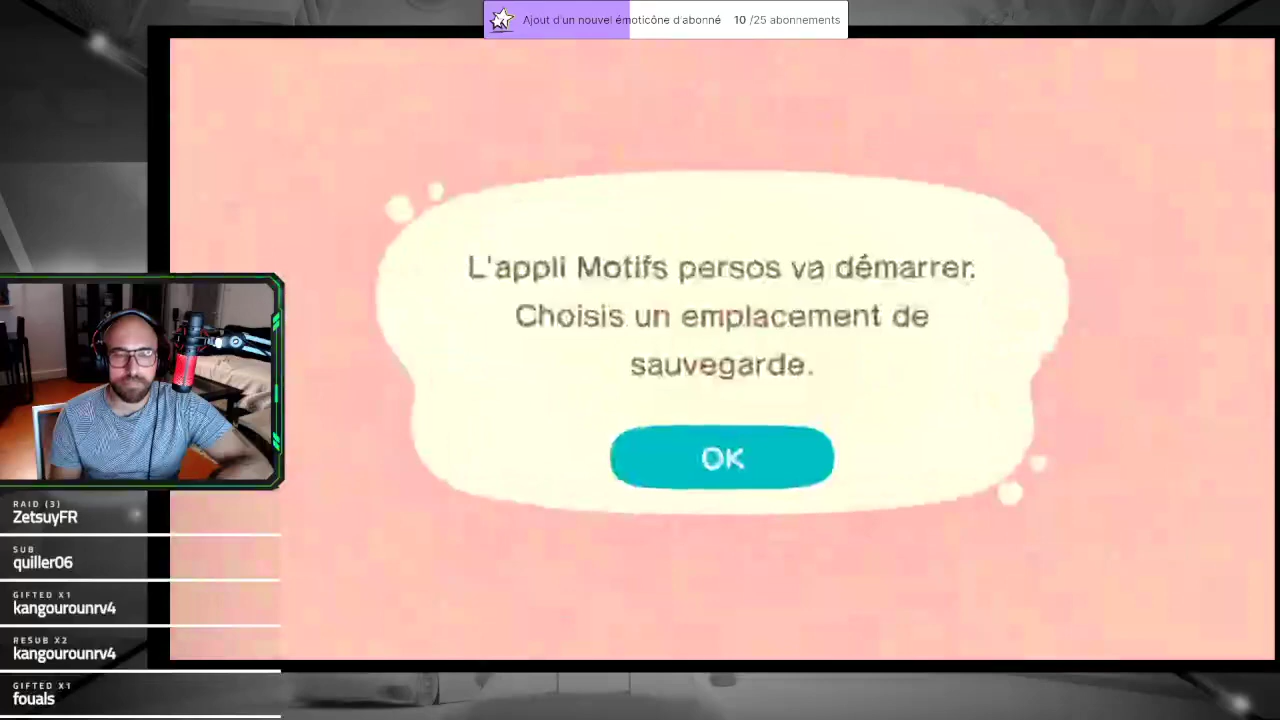 Ajout d'un nouvel émoticône d'abonné 10 /25 abonnements
L'appli Motifs persos va démarrer.
Choisis un emplacement de
sauvegarde.
OK
RAID (3)
ZetsuyFR
SUB
quiller06
GIFTED X1
kangourounrv4
RESUB X2
kangourounrv4
GIFTED X1
fouals